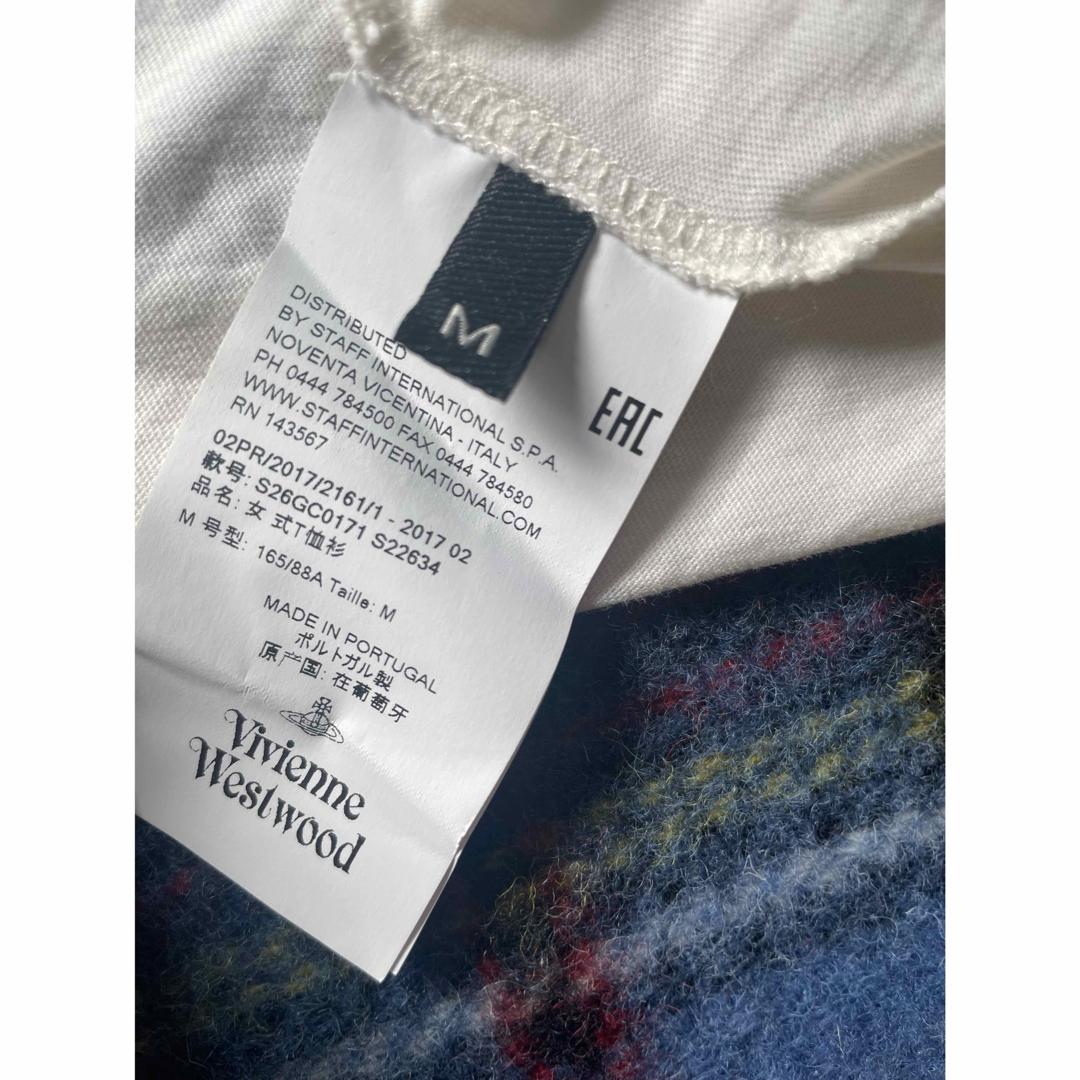 M
EAC
DISTRIBUTED
BY STAFF INTERNATIONAL S.P.A.
NOVENTA VICENTINA - ITALY
PH 0444 784500 FAX 0444 784580
WWW.STAFFINTERNATIONAL.COM
RN 143567
02PR/2017/2161/1 - 2017 02
款号: S26GC0171 S22634
品名: 女 式T恤衫
M 号型: 165/88A Taille: M
MADE IN PORTUGAL
ポルトガル製
原产国: 在葡萄牙
Vivienne
Westwood